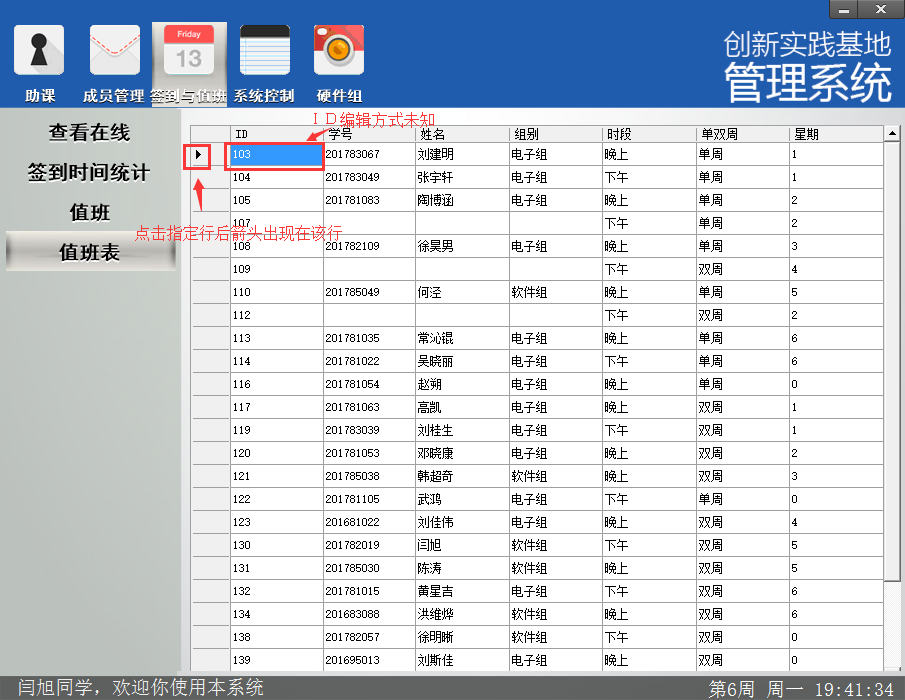 Friday
13
助课 成员管理 签到与值班 系统控制 硬件组
创新实践基地
管理系统
查看在线
签到时间统计
值班
值班表
ID编辑方式未知
点击指定行后箭头出现在该行
ID 学号 姓名 组别 时段 单双周 星期
103 201783067 刘建明 电子组 晚上 单周 1
104 201783049 张宇轩 电子组 下午 单周 1
105 201781083 陶博涵 电子组 晚上 单周 2
107 下午 单周 2
108 201782109 徐昊男 电子组 晚上 单周 3
109 下午 双周 4
110 201785049 何泾 软件组 晚上 单周 5
112 下午 双周 2
113 201781035 常沁锟 电子组 晚上 单周 6
114 201781022 吴晓丽 电子组 下午 单周 6
116 201781054 赵朔 电子组 晚上 单周 0
117 201781063 高凯 电子组 晚上 双周 1
119 201783039 刘桂生 电子组 下午 双周 1
120 201781053 邓晓康 电子组 晚上 双周 2
121 201785038 韩超奇 软件组 晚上 双周 3
122 201781105 武鸿 电子组 下午 单周 0
123 201681022 刘佳伟 电子组 晚上 双周 4
130 201782019 闫旭 软件组 下午 双周 5
131 201785030 陈涛 软件组 晚上 双周 5
132 201781015 黄星吉 电子组 下午 双周 6
134 201683088 洪维烨 软件组 晚上 双周 6
138 201782057 徐明晰 软件组 下午 双周 0
139 201695013 刘斯佳 电子组 晚上 双周 0
闫旭同学，欢迎你使用本系统
第6周 周一 19:41:34